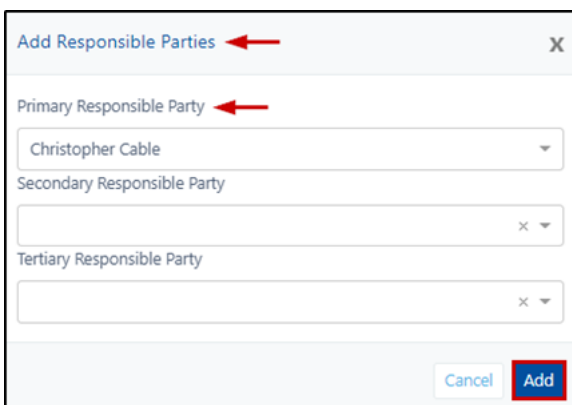 Add Responsible Parties X
Primary Responsible Party
Christopher Cable
Secondary Responsible Party
Tertiary Responsible Party
Cancel Add